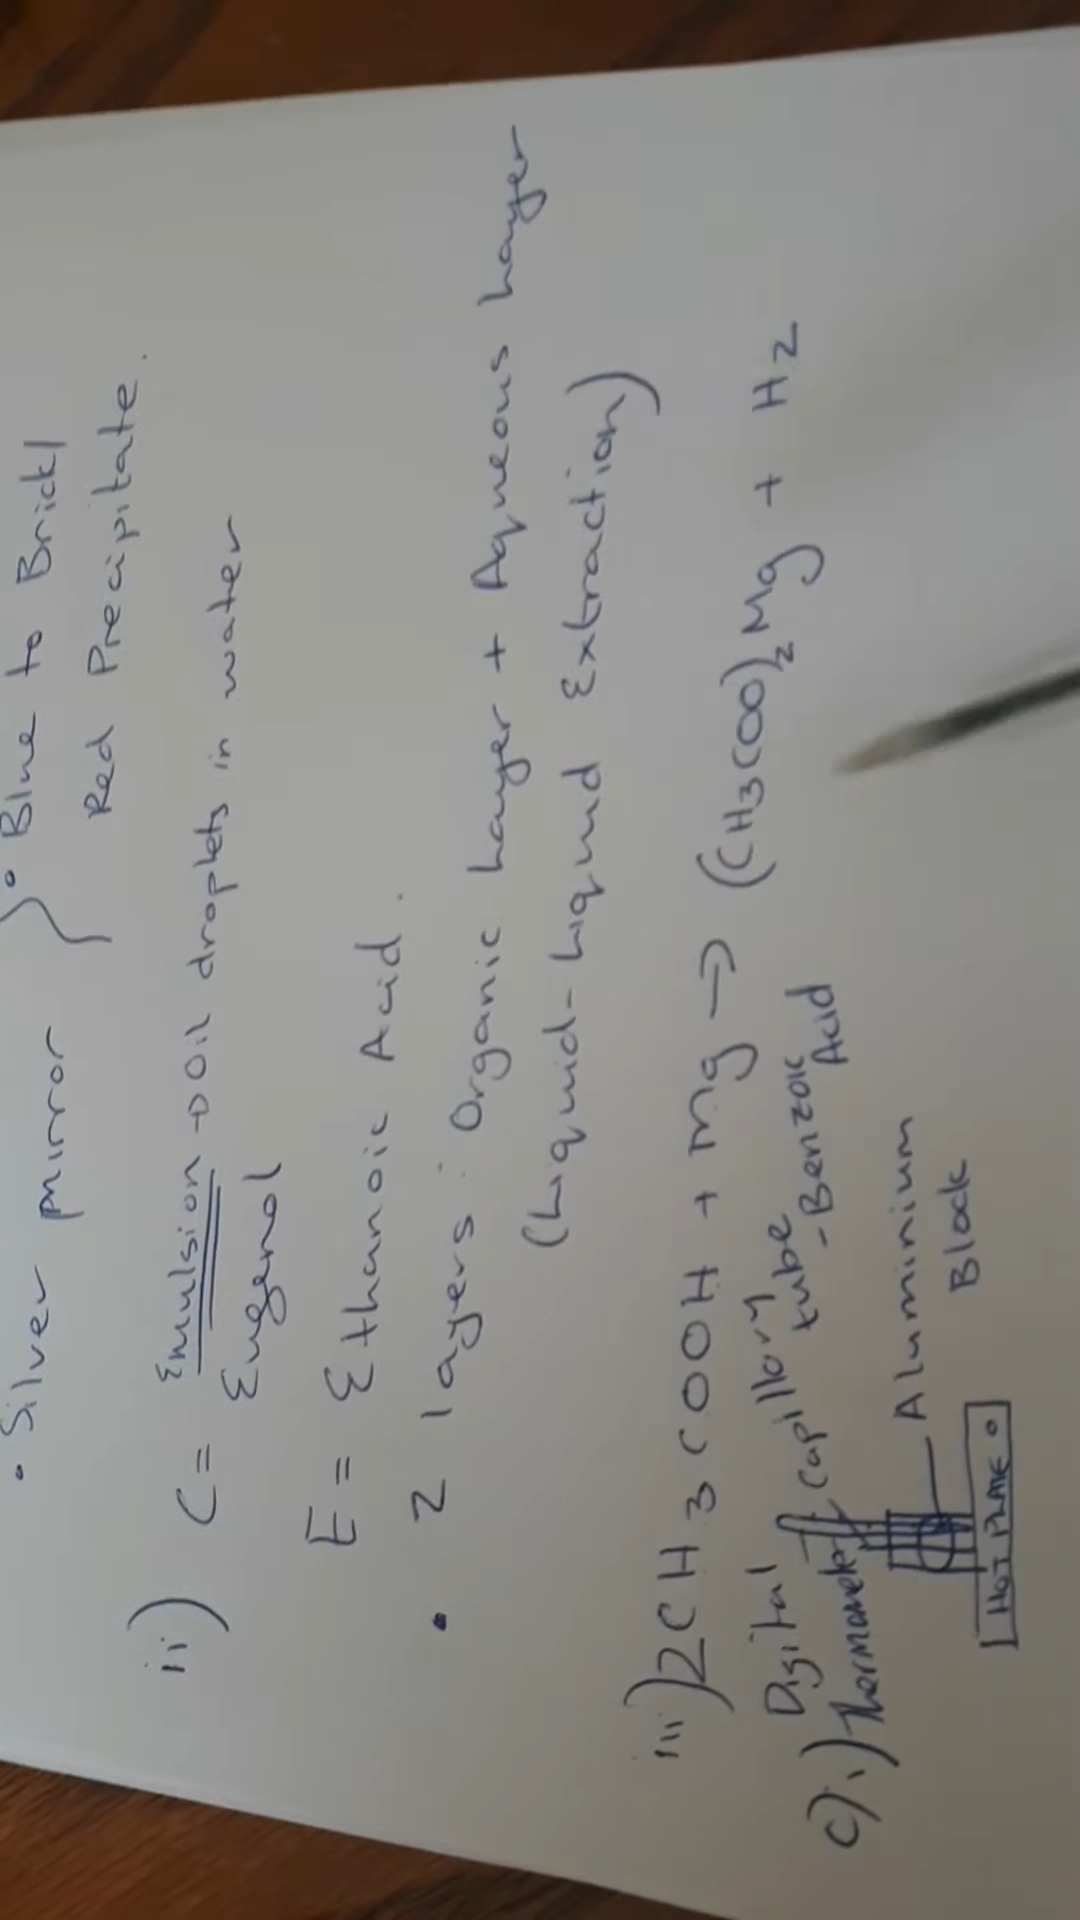 • Silver mirror } • Blue to Brick/
Red Precipitate.
ii) C = Emulsion → Oil droplets in water
Eugenol
E = Ethanoic Acid.
• 2 layers: Organic Layer + Aqueous Layer
(Liquid-Liquid Extraction)
iii) 2CH3COOH + Mg → (CH3COO)2Mg + H2
Digital Capillory
tube
- Benzoic
Acid
c) i) Thermometer
Aluminium
Block
HOT PLATE